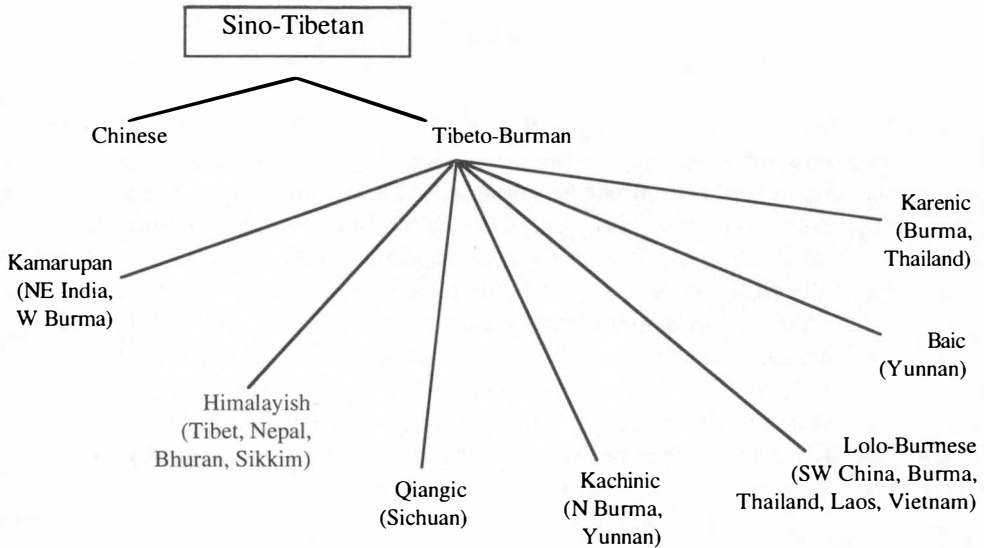 Sino-Tibetan
Chinese
Tibeto-Burman
Kamarupan
(NE India,
W Burma)
Himalayish
(Tibet, Nepal,
Bhuran, Sikkim)
Qiangic
(Sichuan)
Kachinic
(N Burma,
Yunnan)
Lolo-Burmese
(SW China, Burma,
Thailand, Laos, Vietnam)
Baic
(Yunnan)
Karenic
(Burma,
Thailand)